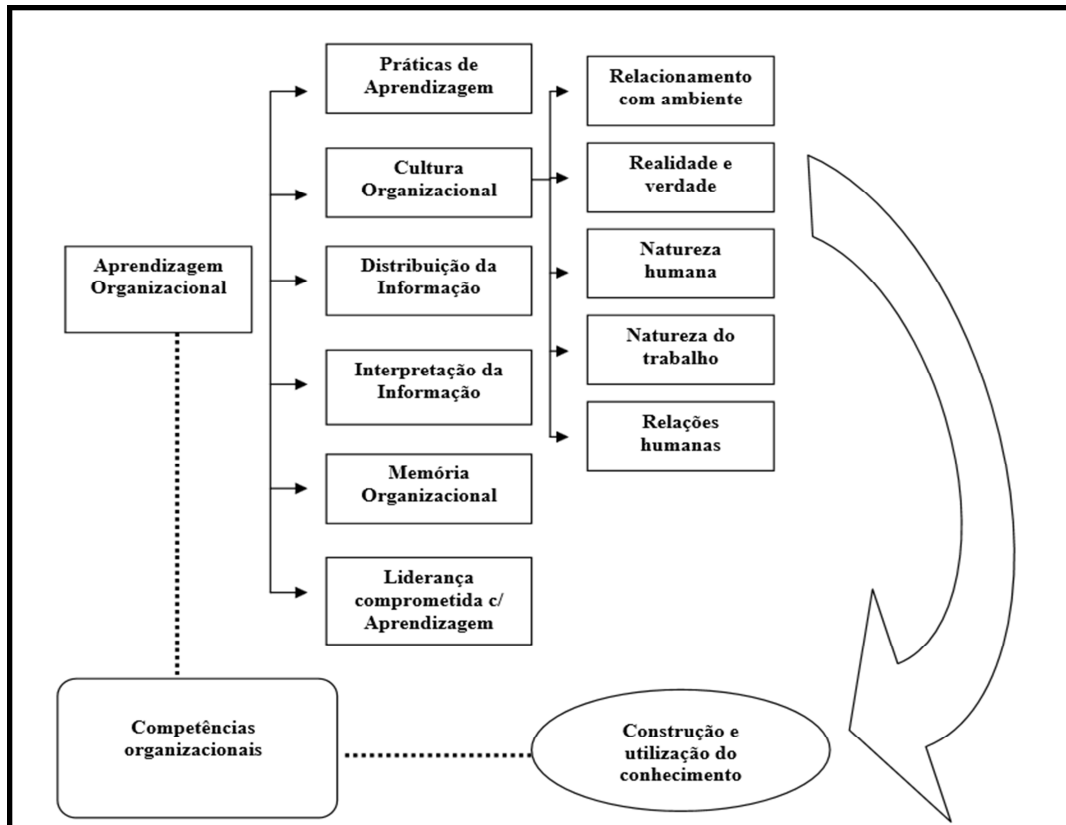 Práticas de
Aprendizagem
Cultura
Organizacional
Distribuição da
Informação
Interpretação da
Informação
Memória
Organizacional
Liderança
comprometida c/
Aprendizagem
Relacionamento
com ambiente
Realidade e
verdade
Natureza
humana
Natureza do
trabalho
Relações
humanas
Aprendizagem
Organizacional
Competências
organizacionais
Construção e
utilização do
conhecimento